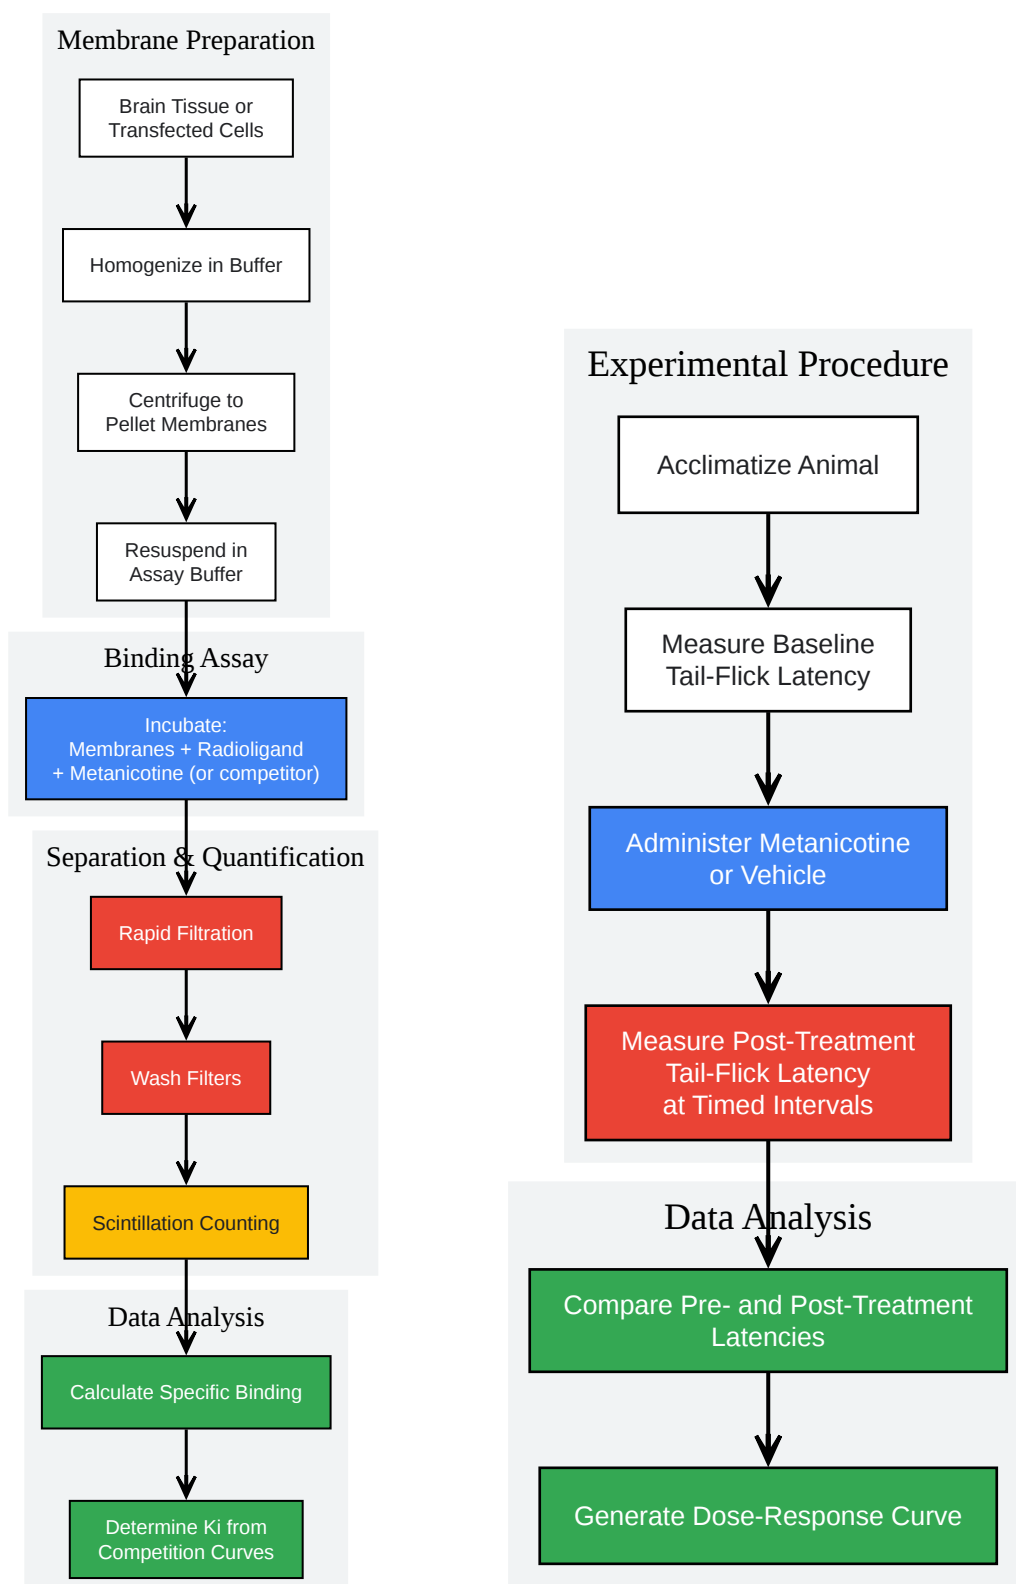 Membrane Preparation
Brain Tissue or
Transfected Cells
Homogenize in Buffer
Centrifuge to
Pellet Membranes
Resuspend in
Assay Buffer
Binding Assay
Incubate:
Membranes + Radioligand
+ Metanicotine (or competitor)
Separation & Quantification
Rapid Filtration
Wash Filters
Scintillation Counting
Data Analysis
Calculate Specific Binding
Determine Ki from
Competition Curves
Experimental Procedure
Acclimatize Animal
Measure Baseline
Tail-Flick Latency
Administer Metanicotine
or Vehicle
Measure Post-Treatment
Tail-Flick Latency
at Timed Intervals
Data Analysis
Compare Pre- and Post-Treatment
Latencies
Generate Dose-Response Curve